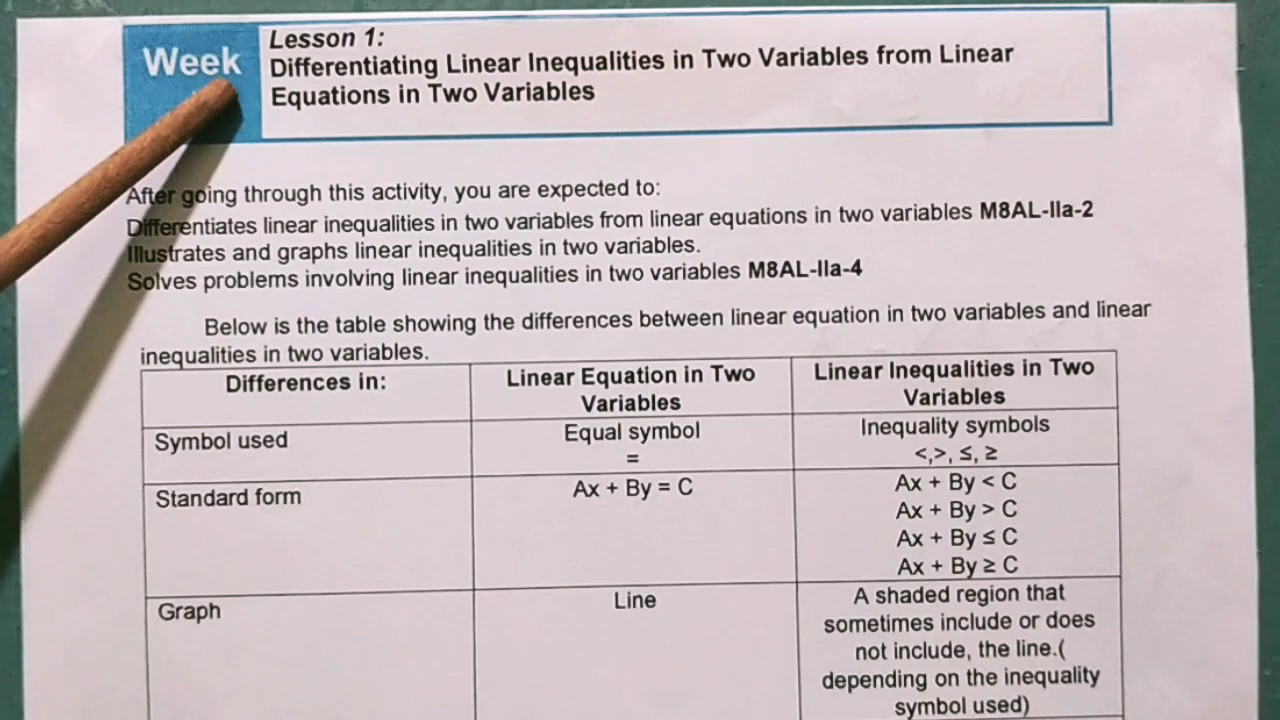 Week
Lesson 1:
Differentiating Linear Inequalities in Two Variables from Linear
Equations in Two Variables
After going through this activity, you are expected to:
Differentiates linear inequalities in two variables from linear equations in two variables M8AL-IIa-2
Illustrates and graphs linear inequalities in two variables.
Solves problems involving linear inequalities in two variables M8AL-IIa-4
Below is the table showing the differences between linear equation in two variables and linear
inequalities in two variables.
Differences in:
Linear Equation in Two
Variables
Linear Inequalities in Two
Variables
Symbol used
Equal symbol
=
Inequality symbols
<,>, ≤, ≥
Standard form
Ax + By = C
Ax + By < C
Ax + By > C
Ax + By ≤ C
Ax + By ≥ C
Graph
Line
A shaded region that
sometimes include or does
not include, the line.(
depending on the inequality
symbol used)